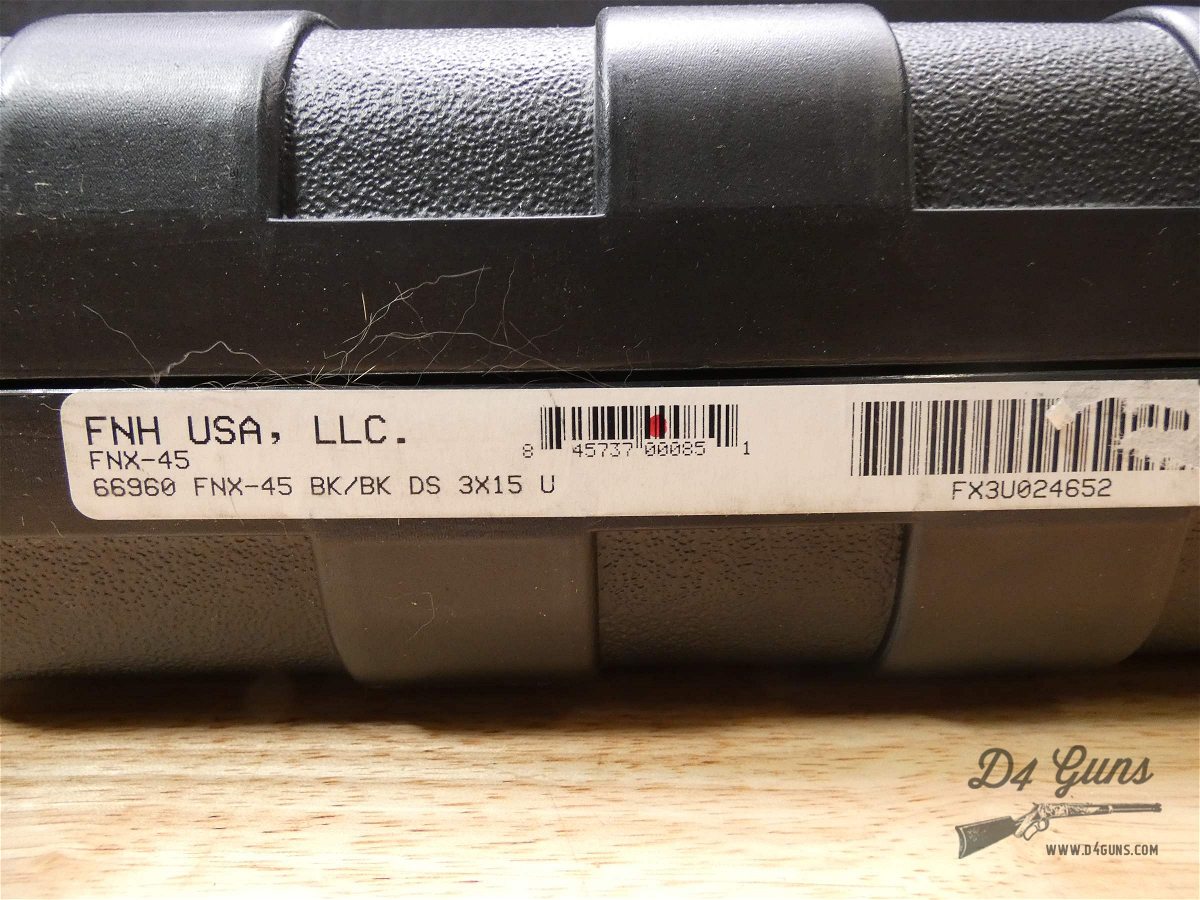 FNH USA, LLC.
FNX-45
66960 FNX-45 BK/BK DS 3X15 U
8 45737 00085 1
FX3U024652
D4 Guns
WWW.D4GUNS.COM